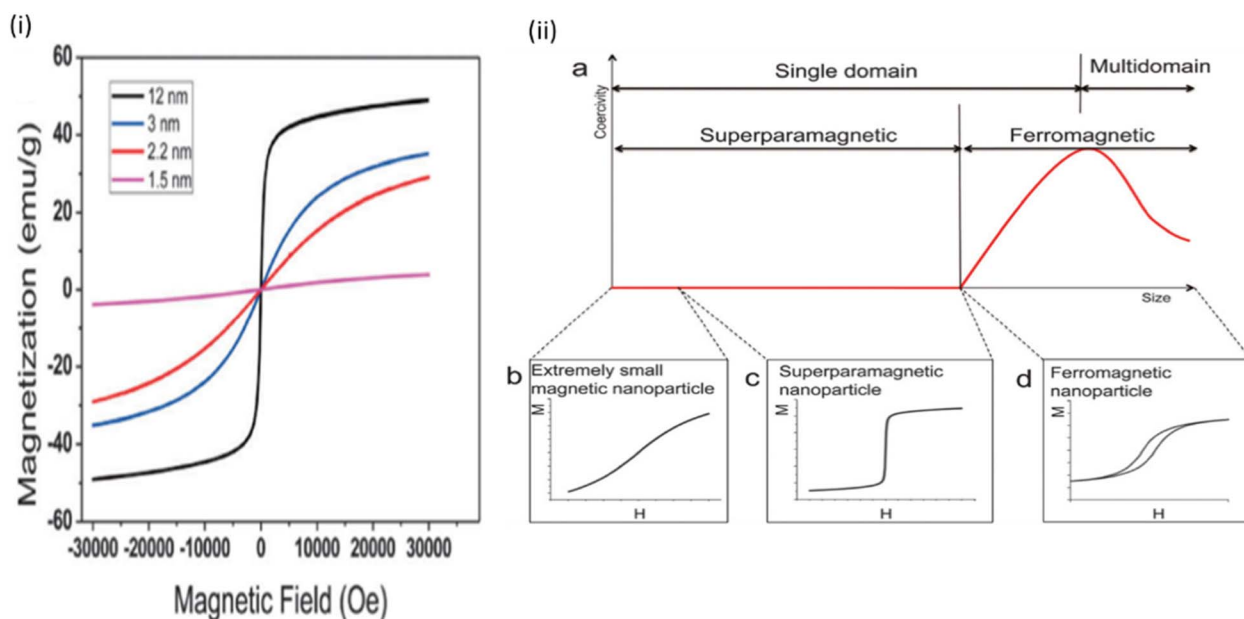 (i)
60
40
20
0
-20
-40
-60
Magnetization (emu/g)
12 nm
3 nm
2.2 nm
1.5 nm
-30000 -20000 -10000 0 10000 20000 30000
Magnetic Field (Oe)
(ii)
a
Coercivity
Single domain
Multidomain
Superparamagnetic
Ferromagnetic
Size
b
Extremely small
magnetic nanoparticle
M
H
c
Superparamagnetic
nanoparticle
M
H
d
Ferromagnetic
nanoparticle
M
H